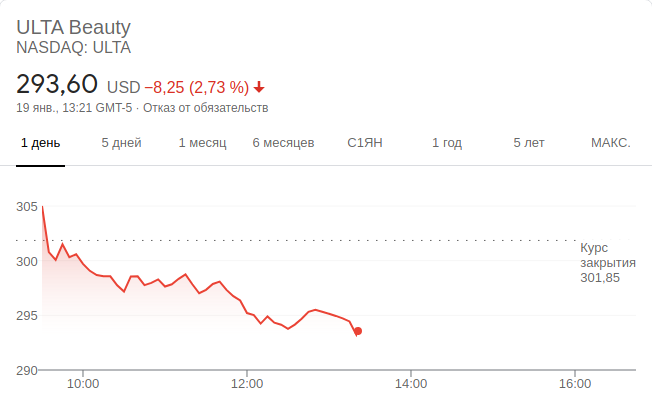 ULTA Beauty
NASDAQ: ULTA
293,60 USD −8,25 (2,73 %)
19 янв., 13:21 GMT-5 · Отказ от обязательств
1 день 5 дней 1 месяц 6 месяцев С1ЯН 1 год 5 лет МАКС.
305
Курс
закрытия
301,85
300
295
290
10:00 12:00 14:00 16:00